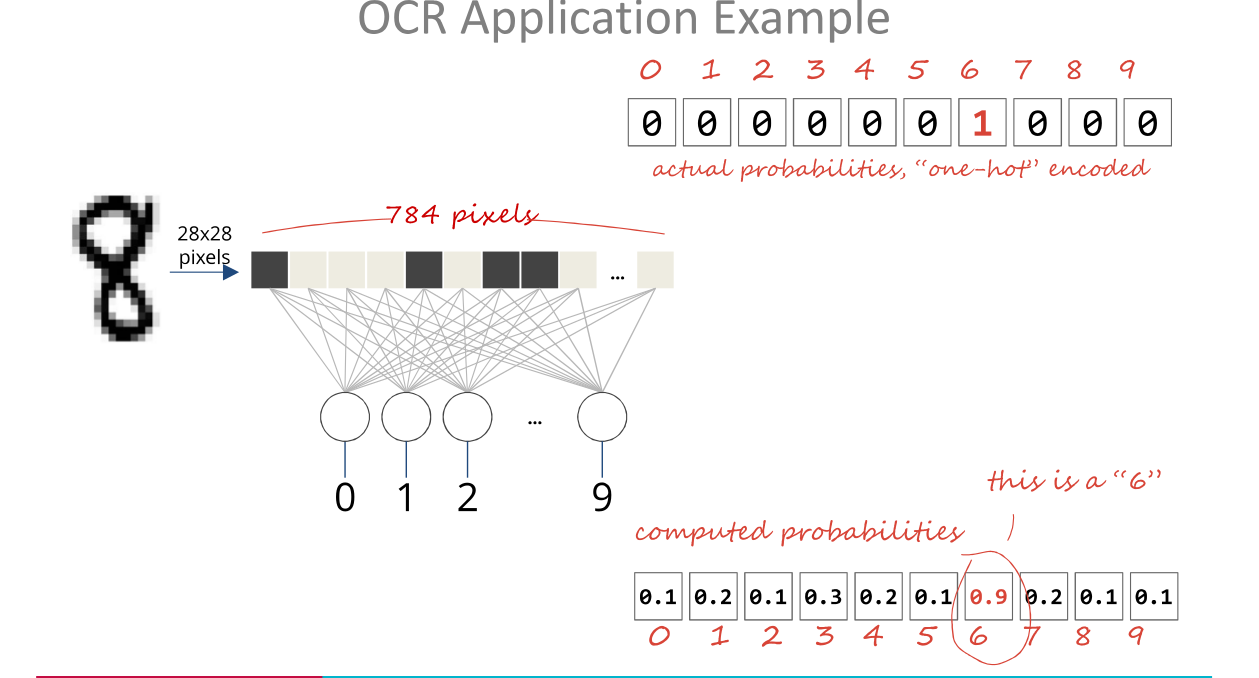 OCR Application Example
0 1 2 3 4 5 6 7 8 9
0 0 0 0 0 0 1 0 0 0
actual probabilities, “one-hot” encoded
784 pixels
28x28
pixels
...
...
0 1 2 9
this is a “6”
computed probabilities
0.1 0.2 0.1 0.3 0.2 0.1 0.9 0.2 0.1 0.1
0 1 2 3 4 5 6 7 8 9